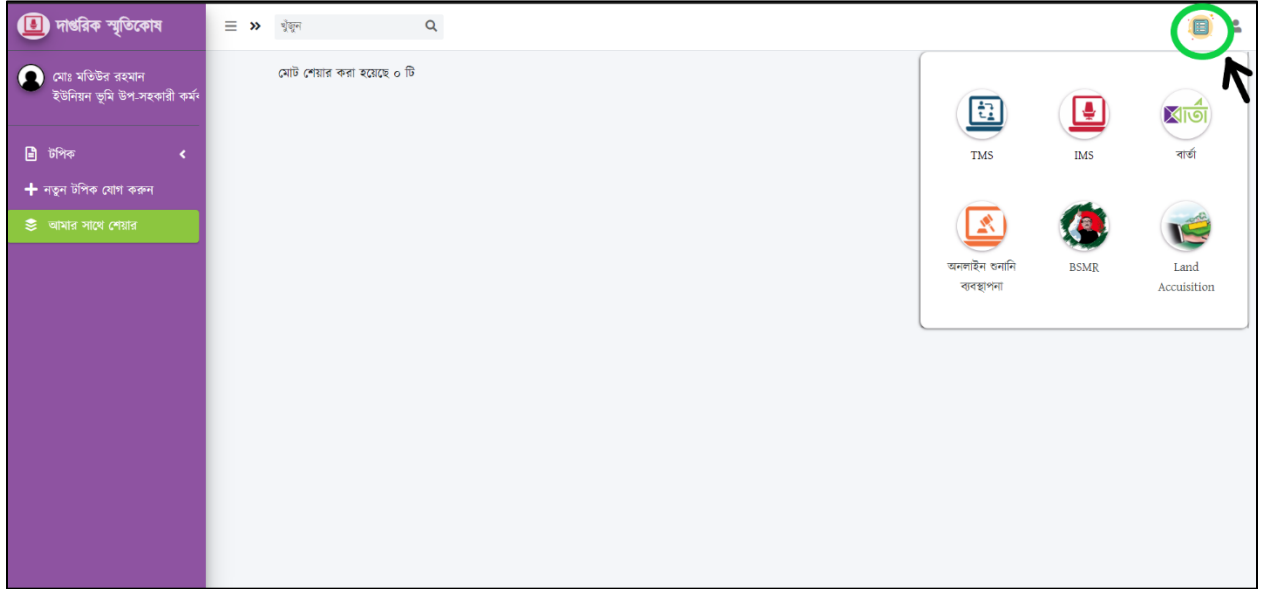 দাপ্তরিক স্মৃতিকোষ
খুঁজুন
মোঃ মতিউর রহমান
ইউনিয়ন ভূমি উপ-সহকারী কর্মক
টপিক
নতুন টপিক যোগ করুন
আমার সাথে শেয়ার
মোট শেয়ার করা হয়েছে ০ টি
TMS
IMS
বার্তা
বার্তা
অনলাইন শুনানি
ব্যবস্থাপনা
BSMR
Land
Accuisition